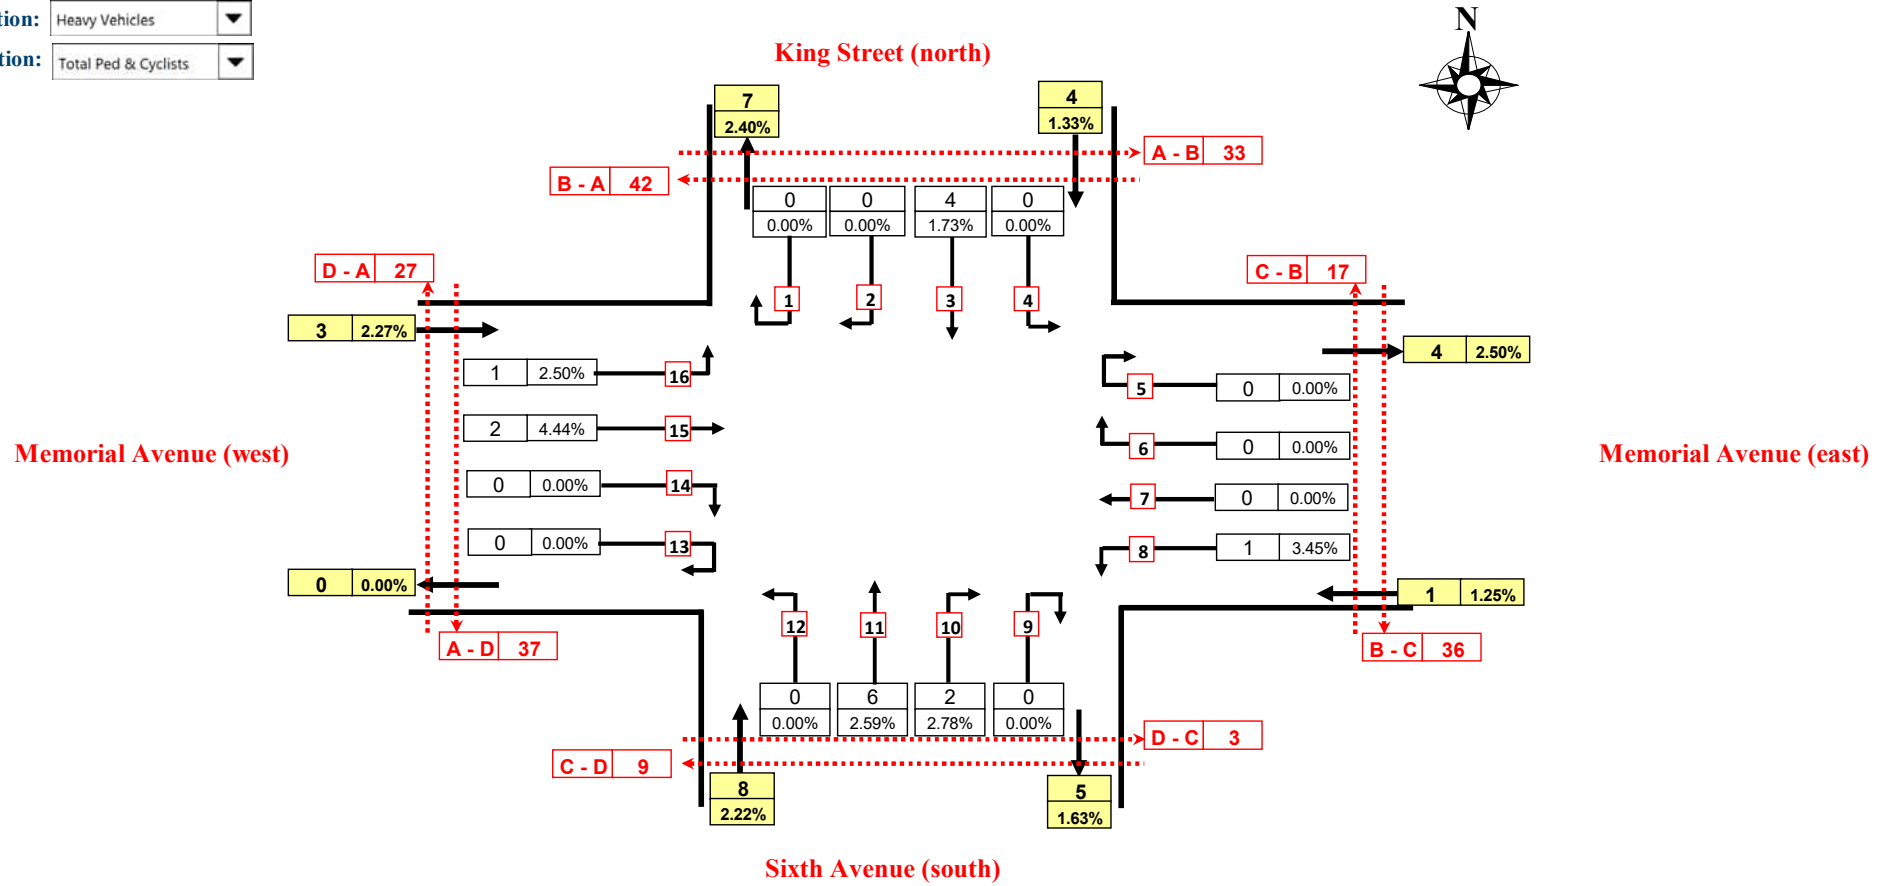 tion: Heavy Vehicles
tion: Total Ped & Cyclists
N
King Street (north)
7
2.40%
4
1.33%
A - B 33
B - A 42
0
0.00%
0
0.00%
4
1.73%
0
0.00%
1
2
3
4
D - A 27
C - B 17
3 2.27%
4 2.50%
1 2.50% 16
2 4.44% 15
0 0.00% 14
0 0.00% 13
5 0 0.00%
6 0 0.00%
7 0 0.00%
8 1 3.45%
Memorial Avenue (west)
Memorial Avenue (east)
0 0.00%
1 1.25%
A - D 37
B - C 36
12
11
10
9
0
0.00%
6
2.59%
2
2.78%
0
0.00%
D - C 3
C - D 9
8
2.22%
5
1.63%
Sixth Avenue (south)